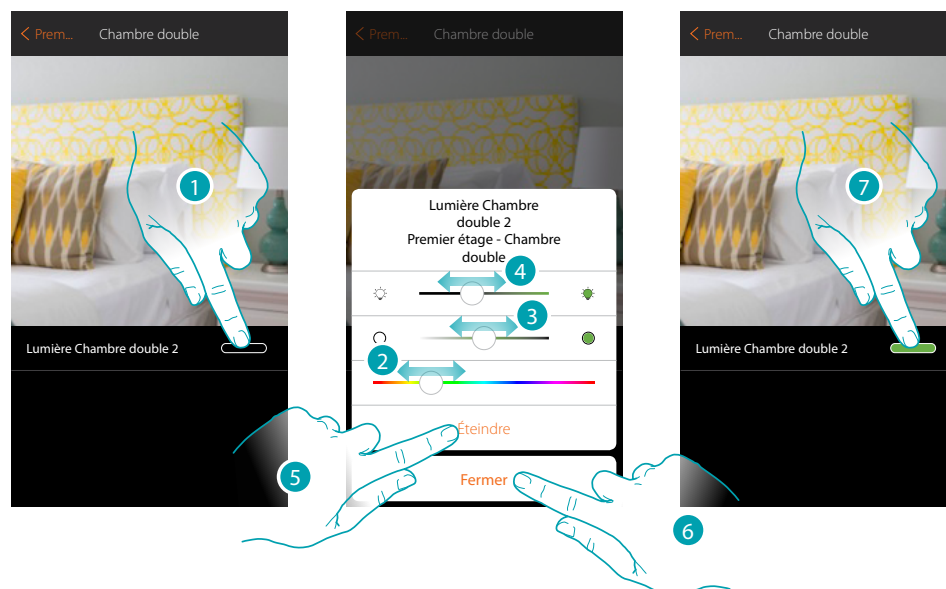 Prem... Chambre double
1
Lumière Chambre double 2
Prem... Chambre double
Lumière Chambre
double 2
Premier étage - Chambre
double
4
3
2
Éteindre
5
Fermer
6
Prem... Chambre double
7
Lumière Chambre double 2